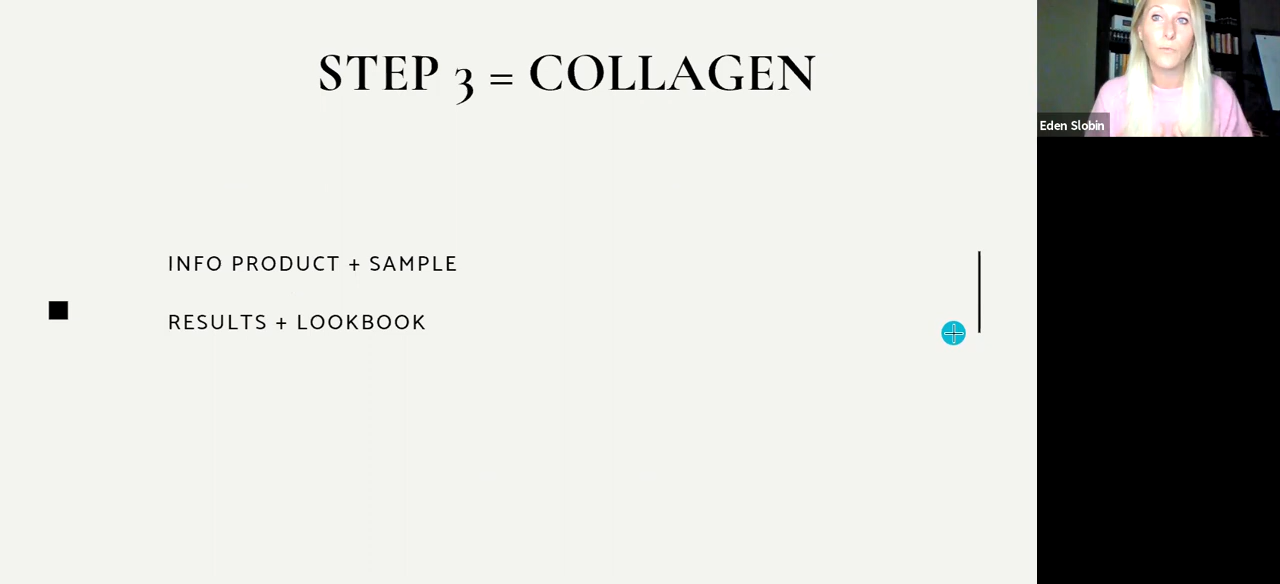 STEP 3 = COLLAGEN
Eden Slobin
INFO PRODUCT + SAMPLE
RESULTS + LOOKBOOK